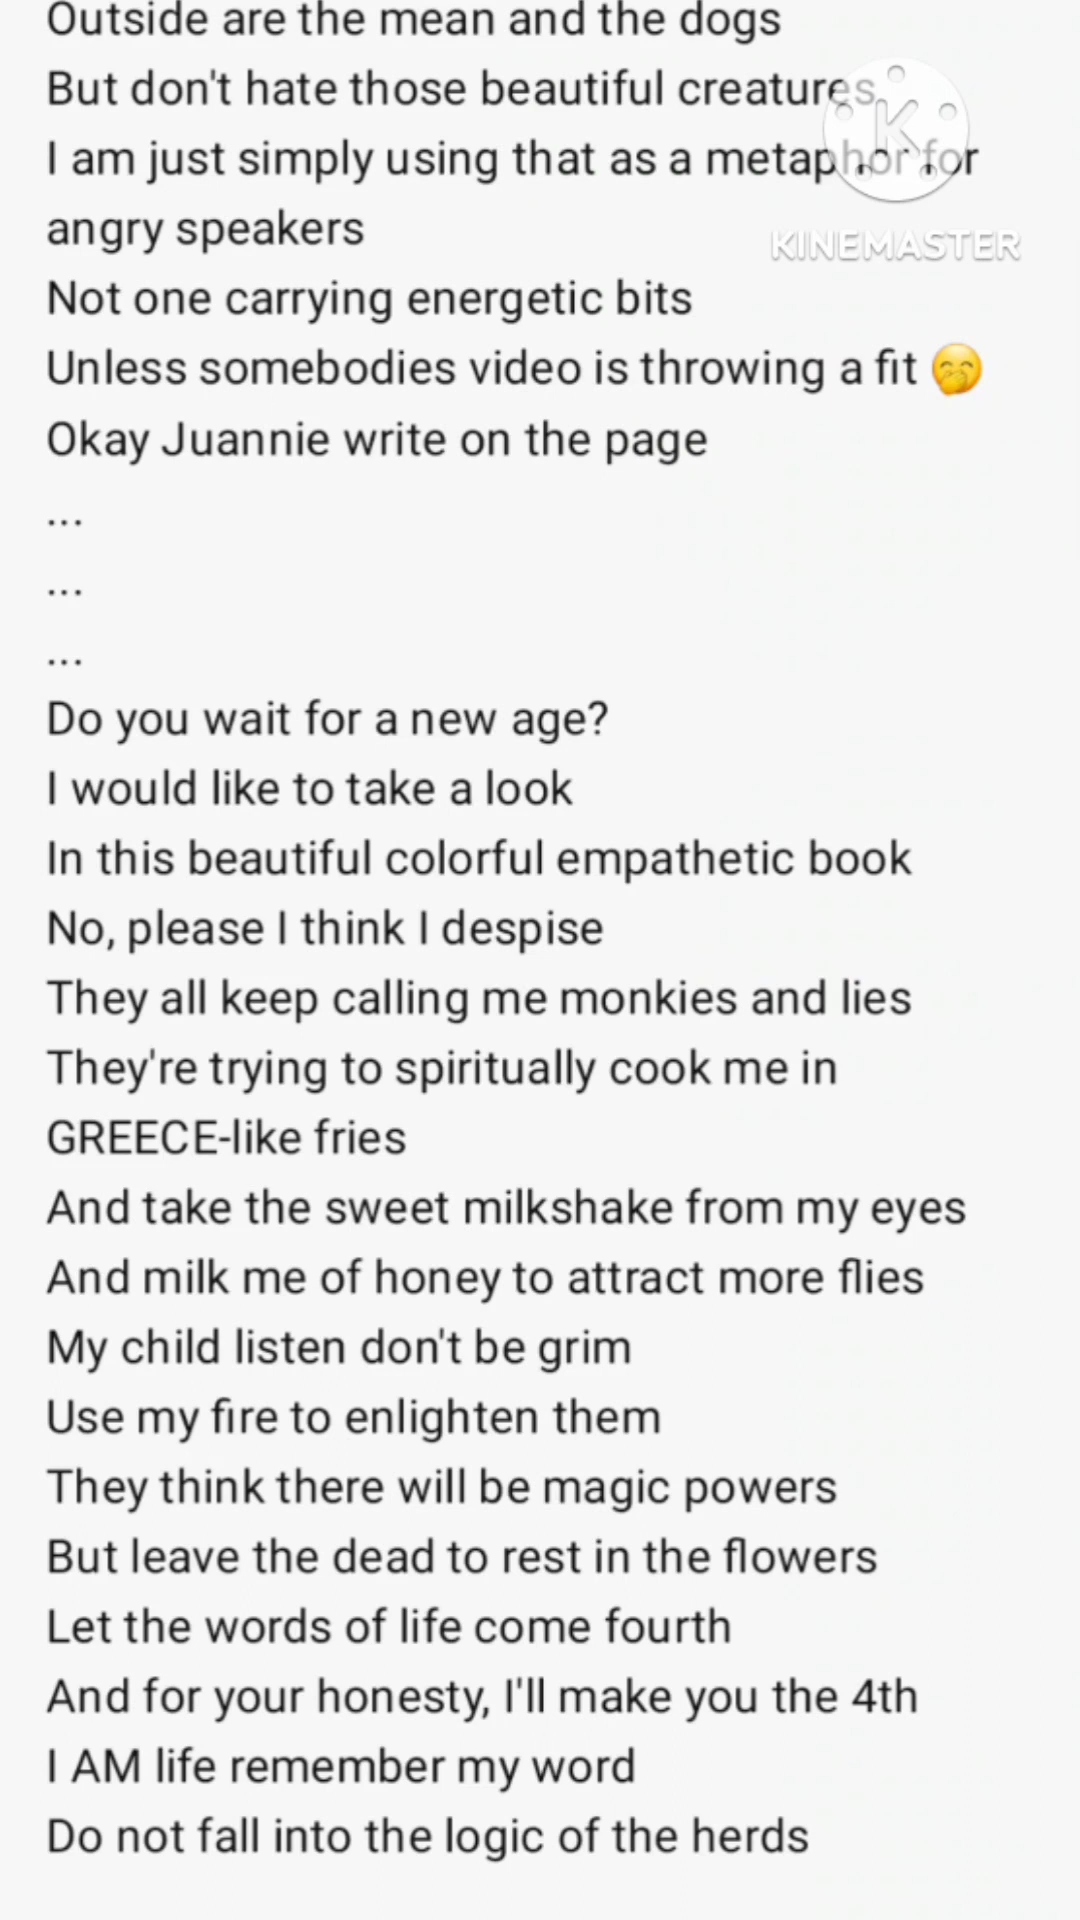 Outside are the mean and the dogs
But don't hate those beautiful creatures
I am just simply using that as a metaphor for
angry speakers
KINEMASTER
Not one carrying energetic bits
Unless somebodies video is throwing a fit 🤭
Okay Juannie write on the page
...
...
...
Do you wait for a new age?
I would like to take a look
In this beautiful colorful empathetic book
No, please I think I despise
They all keep calling me monkies and lies
They're trying to spiritually cook me in
GREECE-like fries
And take the sweet milkshake from my eyes
And milk me of honey to attract more flies
My child listen don't be grim
Use my fire to enlighten them
They think there will be magic powers
But leave the dead to rest in the flowers
Let the words of life come fourth
And for your honesty, I'll make you the 4th
I AM life remember my word
Do not fall into the logic of the herds